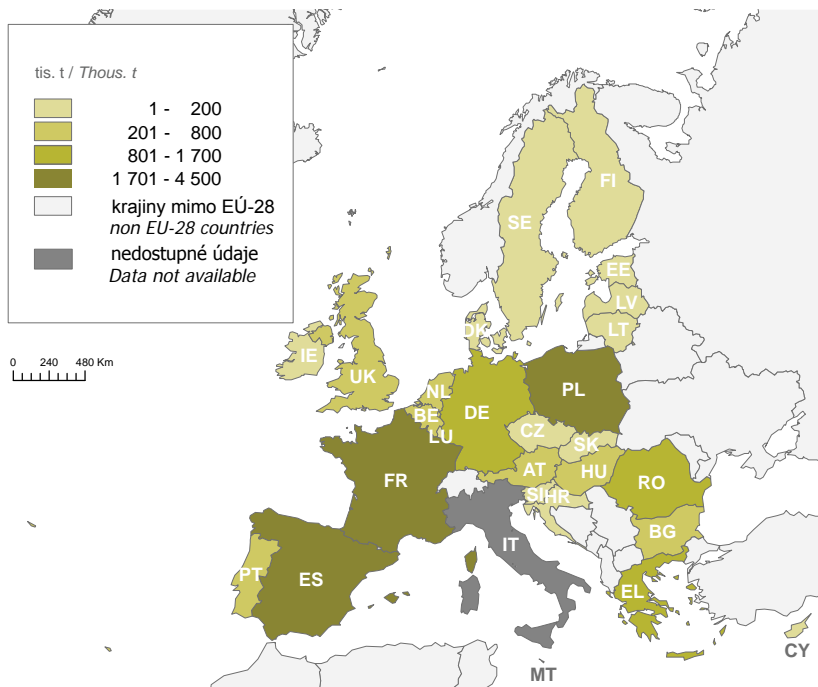 tis. t / Thous. t
1 - 200
201 - 800
801 - 1 700
1 701 - 4 500
krajiny mimo EÚ-28
non EU-28 countries
nedostupné údaje
Data not available
0 240 480 Km
FI
SE
EE
LV
LT
DK
IE
UK
NL
BE
LU
DE
PL
CZ
SK
AT
HU
SI
HR
RO
BG
FR
IT
PT
ES
EL
CY
MT